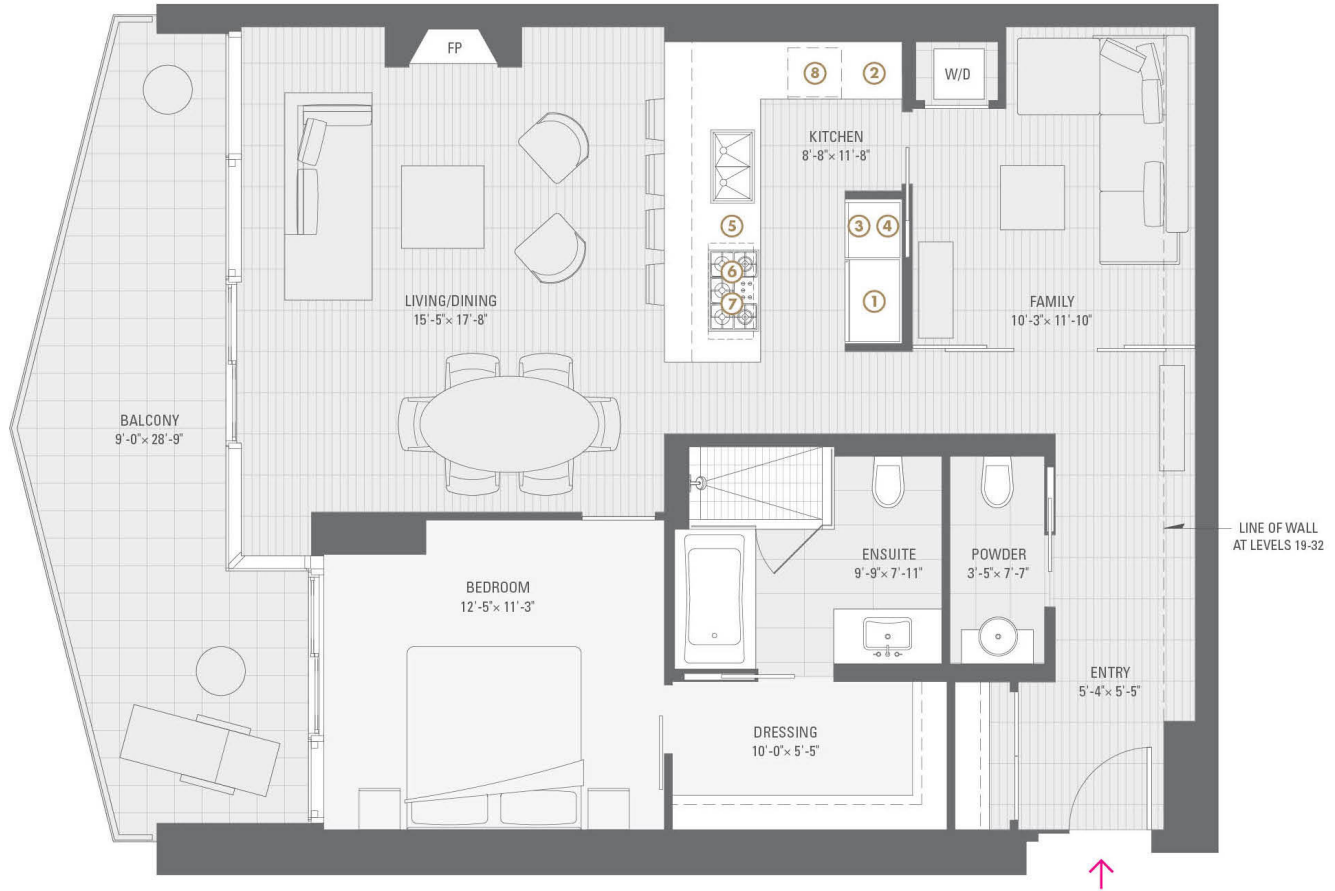 FP
W/D
8
2
KITCHEN
8'-8"× 11'-8"
5
3
4
6
7
1
LIVING/DINING
15'-5"× 17'-8"
FAMILY
10'-3"× 11'-10"
BALCONY
9'-0"× 28'-9"
LINE OF WALL
AT LEVELS 19-32
BEDROOM
12'-5"× 11'-3"
ENSUITE
9'-9"× 7'-11"
POWDER
3'-5"× 7'-7"
ENTRY
5'-4"× 5'-5"
DRESSING
10'-0"× 5'-5"